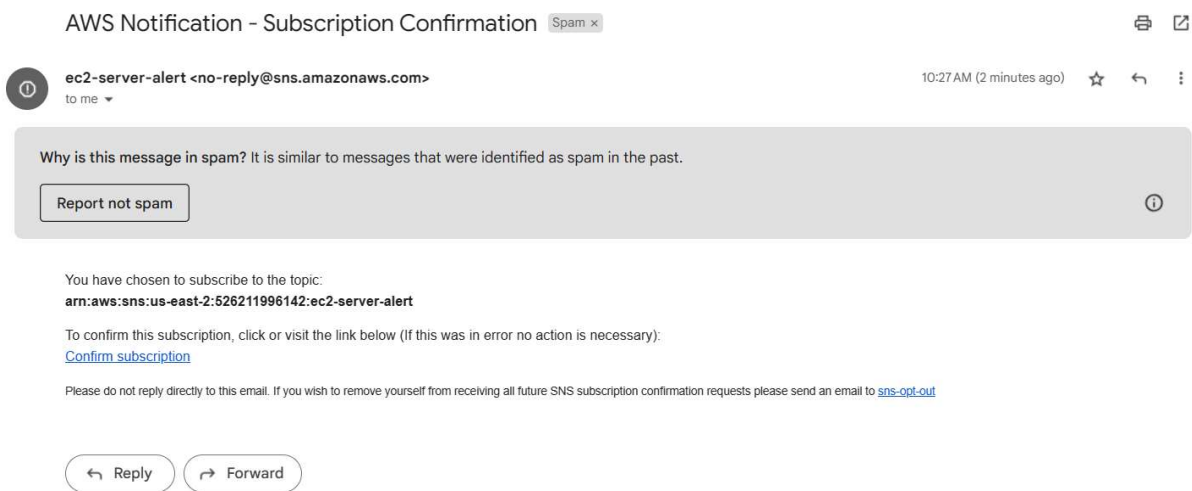 AWS Notification - Subscription Confirmation Spam ×
ec2-server-alert <no-reply@sns.amazonaws.com>
10:27 AM (2 minutes ago)
to me
Why is this message in spam? It is similar to messages that were identified as spam in the past.
Report not spam
You have chosen to subscribe to the topic:
arn:aws:sns:us-east-2:526211996142:ec2-server-alert
To confirm this subscription, click or visit the link below (If this was in error no action is necessary):
Confirm subscription
Please do not reply directly to this email. If you wish to remove yourself from receiving all future SNS subscription confirmation requests please send an email to sns-opt-out
Reply
Forward